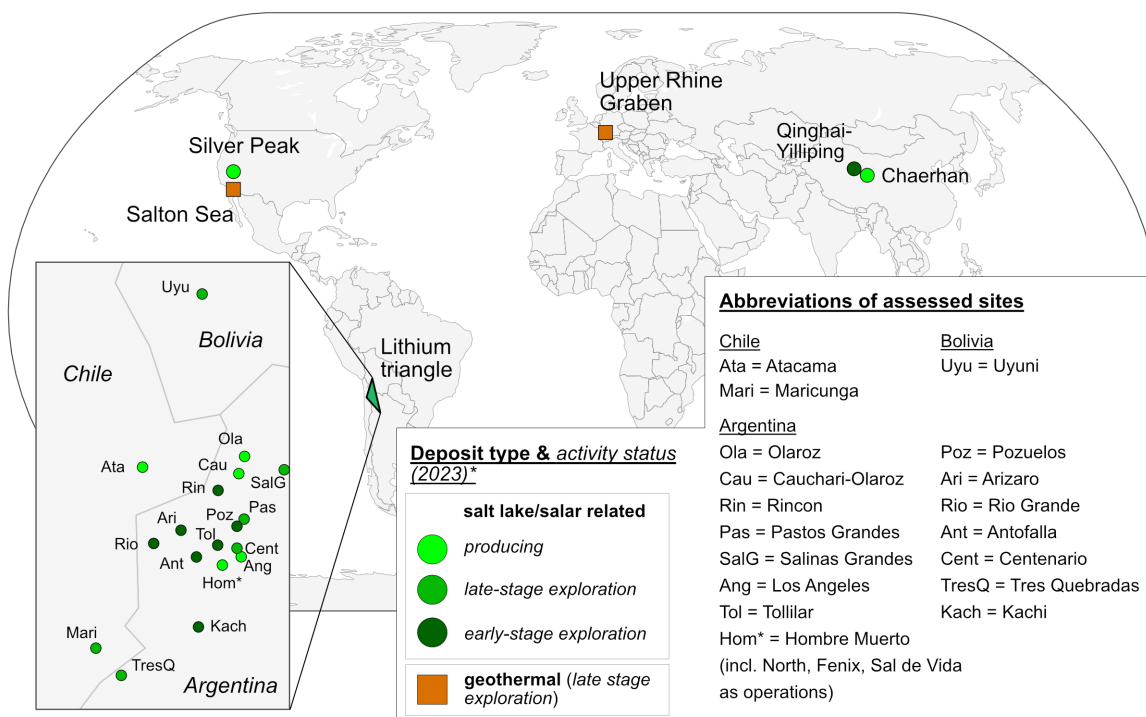 Upper Rhine
Graben
Silver Peak
Salton Sea
Qinghai-
Yilliping
Chaerhan
Lithium
triangle
Uyu
Bolivia
Chile
Ola
Ata
Cau
SalG
Rin
Ari
Poz
Pas
Tol
Rio
Cent
Ant
Ang
Hom*
Kach
Mari
TresQ
Argentina
Deposit type & activity status
(2023)*
salt lake/salar related
producing
late-stage exploration
early-stage exploration
geothermal (late stage
exploration)
Abbreviations of assessed sites
Chile
Ata = Atacama
Mari = Maricunga
Bolivia
Uyu = Uyuni
Argentina
Ola = Olaroz
Cau = Cauchari-Olaroz
Rin = Rincon
Pas = Pastos Grandes
SalG = Salinas Grandes
Ang = Los Angeles
Tol = Tollilar
Hom* = Hombre Muerto
(incl. North, Fenix, Sal de Vida
as operations)
Poz = Pozuelos
Ari = Arizaro
Rio = Rio Grande
Ant = Antofalla
Cent = Centenario
TresQ = Tres Quebradas
Kach = Kachi